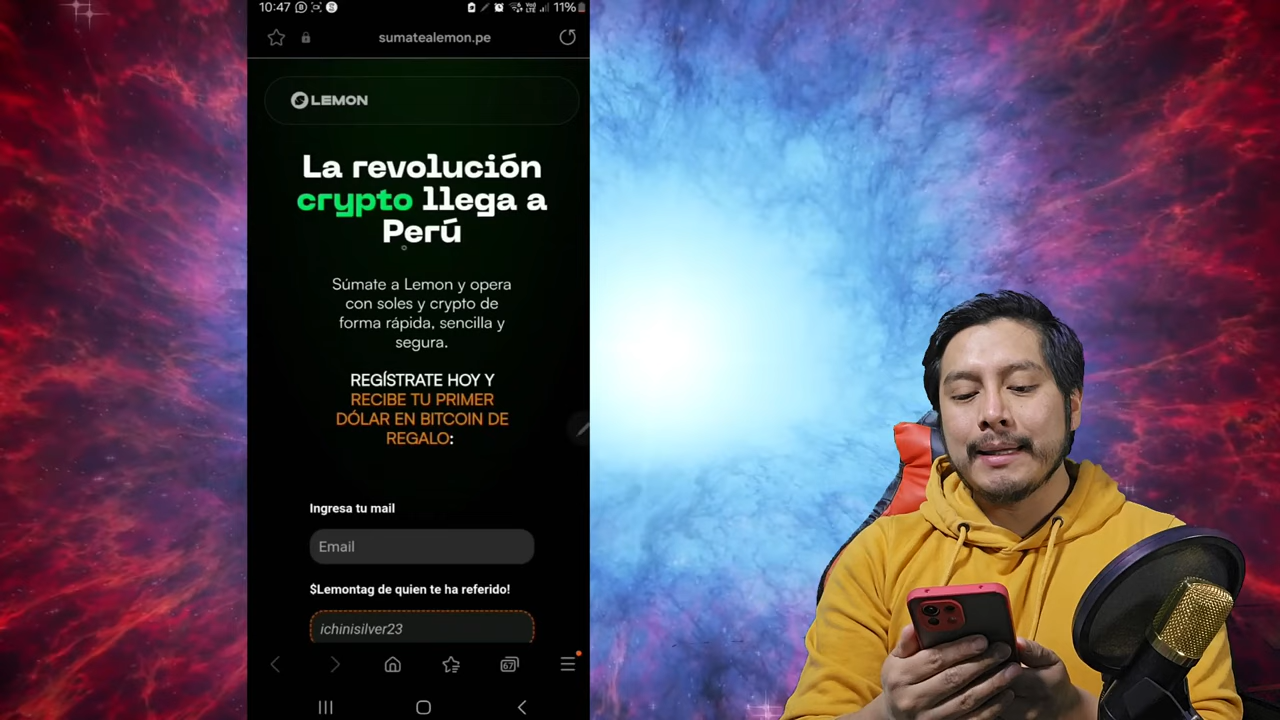 10:47
11%
sumatealemon.pe
LEMON
La revolución
crypto llega a
Perú
Súmate a Lemon y opera
con soles y crypto de
forma rápida, sencilla y
segura.
REGÍSTRATE HOY Y
RECIBE TU PRIMER
DÓLAR EN BITCOIN DE
REGALO:
Ingresa tu mail
Email
$Lemontag de quien te ha referido!
ichinisilver23
67